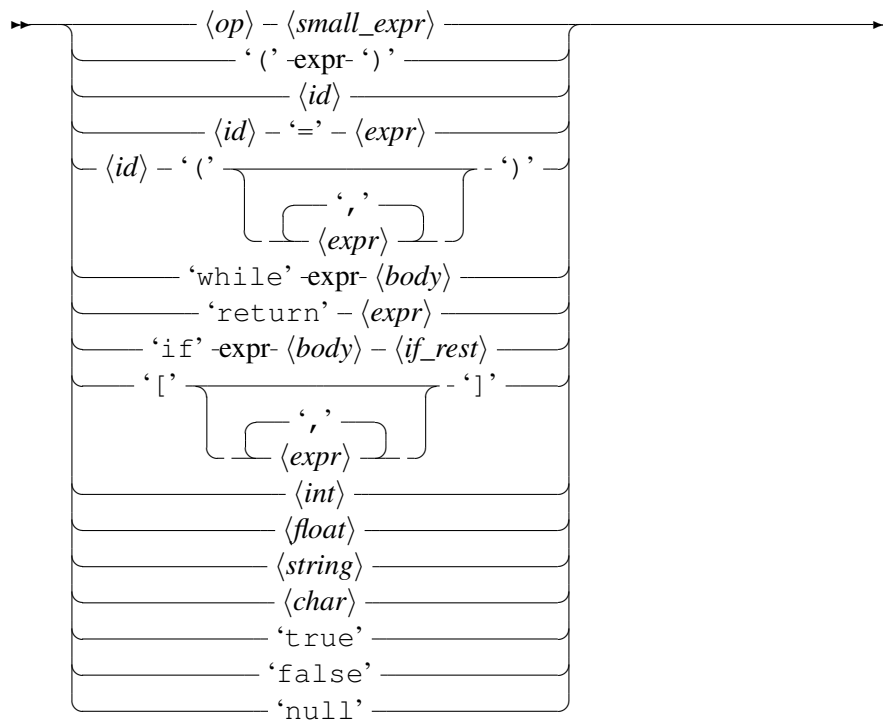 ⟨op⟩ ⟨small_expr⟩
‘(’ expr ‘)’
⟨id⟩
⟨id⟩ ‘=’ ⟨expr⟩
⟨id⟩ ‘(’ ‘)’
‘,’
⟨expr⟩
‘while’ expr ⟨body⟩
‘return’ ⟨expr⟩
‘if’ expr ⟨body⟩ ⟨if_rest⟩
‘[’ ‘]’
‘,’
⟨expr⟩
⟨int⟩
⟨float⟩
⟨string⟩
⟨char⟩
‘true’
‘false’
‘null’